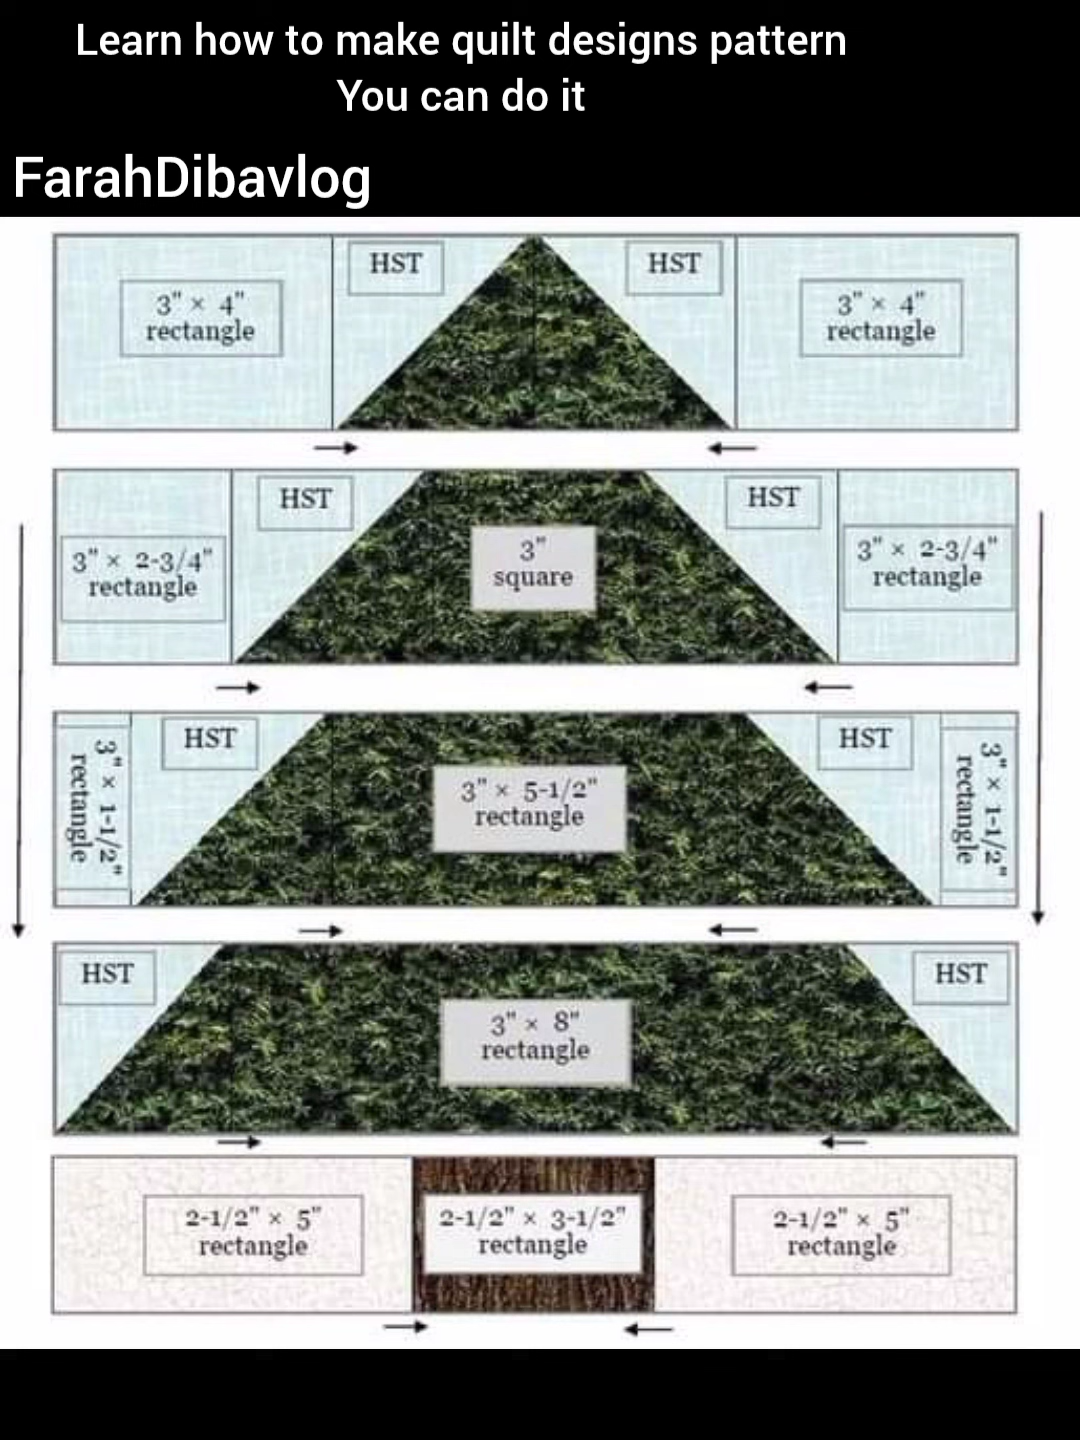 Learn how to make quilt designs pattern
You can do it
FarahDibavlog
HST
HST
3" × 4"
rectangle
3" × 4"
rectangle
HST
HST
3" × 2-3/4"
rectangle
3"
square
3" × 2-3/4"
rectangle
HST
HST
3" × 1-1/2"
rectangle
3" × 5-1/2"
rectangle
3" × 1-1/2"
rectangle
HST
HST
3" × 8"
rectangle
2-1/2" × 5"
rectangle
2-1/2" × 3-1/2"
rectangle
2-1/2" × 5"
rectangle